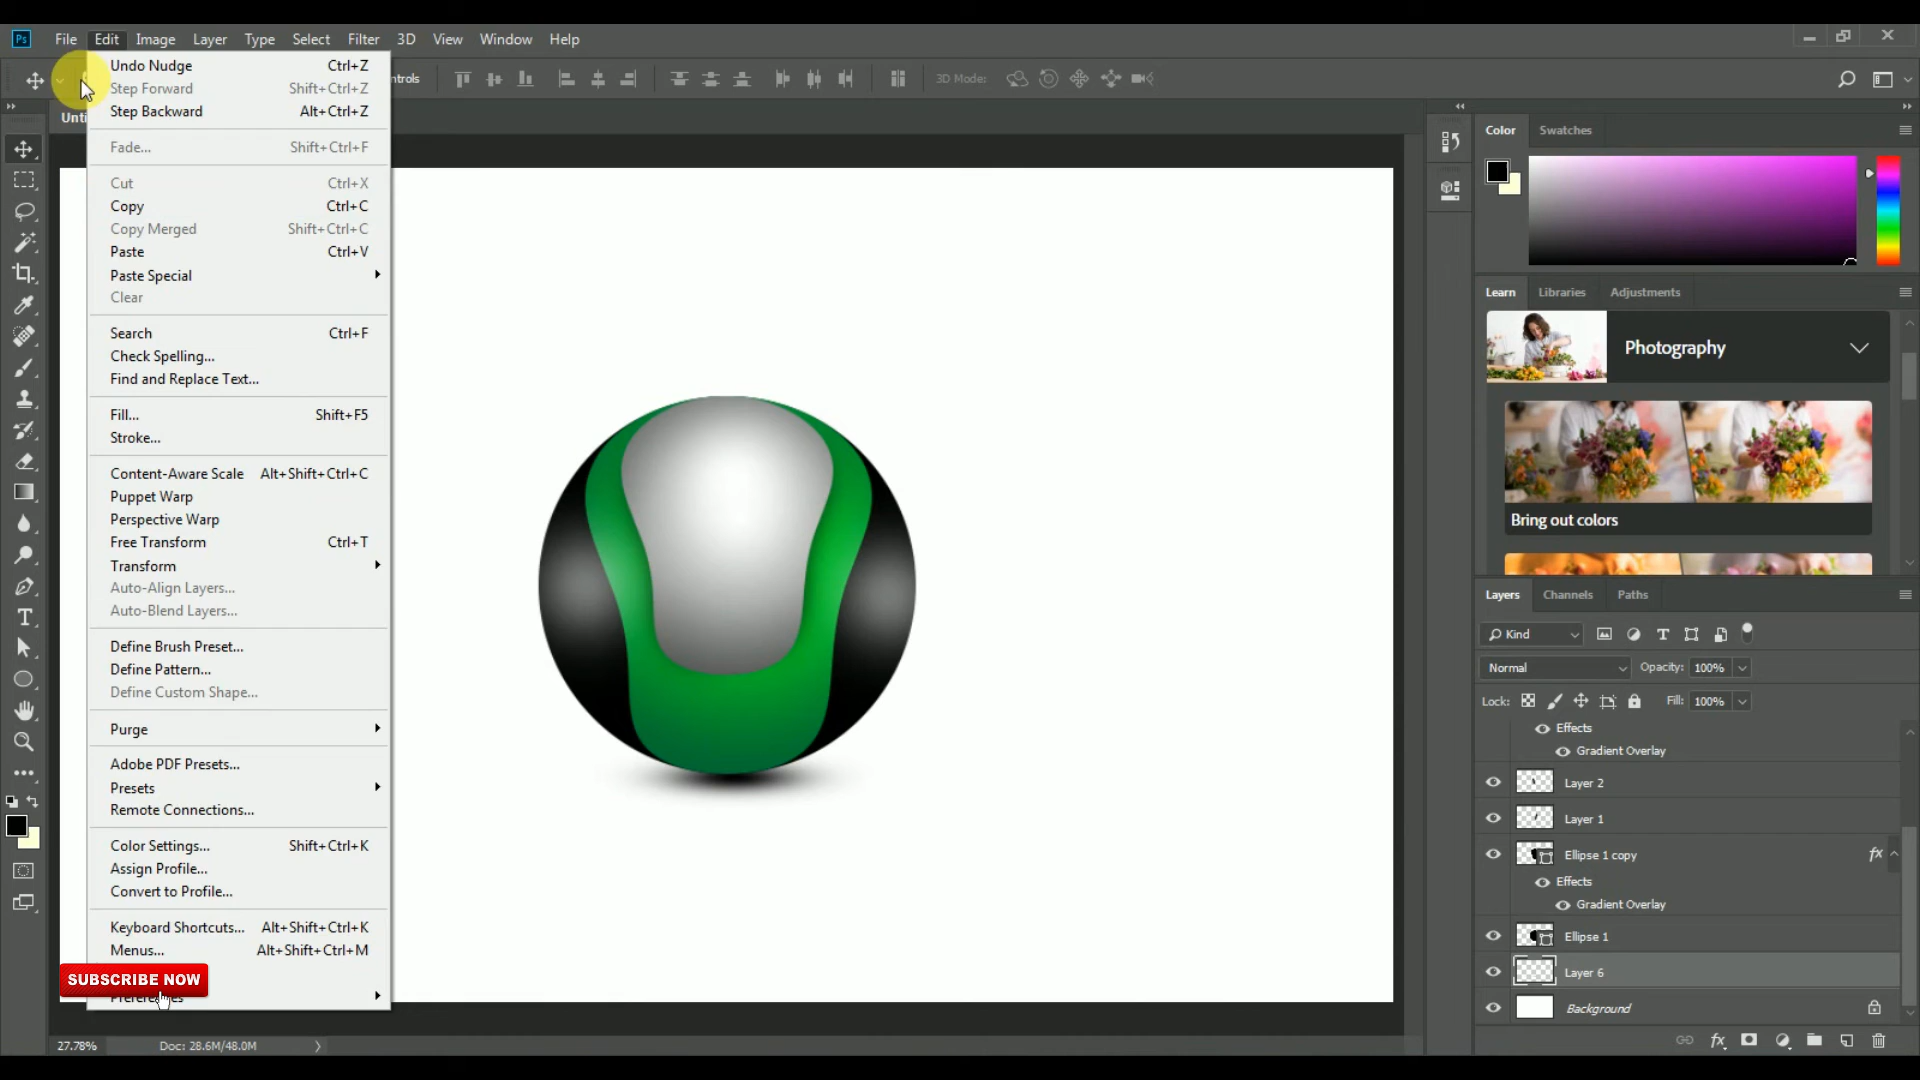 Ps File Edit Image Layer Type Select Filter 3D View Window Help
ntrols 3D Mode:
Unti
Undo Nudge Ctrl+Z
Step Forward Shift+Ctrl+Z
Step Backward Alt+Ctrl+Z
Fade... Shift+Ctrl+F
Cut Ctrl+X
Copy Ctrl+C
Copy Merged Shift+Ctrl+C
Paste Ctrl+V
Paste Special
Clear
Search Ctrl+F
Check Spelling...
Find and Replace Text...
Fill... Shift+F5
Stroke...
Content-Aware Scale Alt+Shift+Ctrl+C
Puppet Warp
Perspective Warp
Free Transform Ctrl+T
Transform
Auto-Align Layers...
Auto-Blend Layers...
Define Brush Preset...
Define Pattern...
Define Custom Shape...
Purge
Adobe PDF Presets...
Presets
Remote Connections...
Color Settings... Shift+Ctrl+K
Assign Profile...
Convert to Profile...
Keyboard Shortcuts... Alt+Shift+Ctrl+K
Menus... Alt+Shift+Ctrl+M
SUBSCRIBE NOW
Preferences
27.78% Doc: 28.6M/48.0M
Color Swatches
Learn Libraries Adjustments
Photography
Bring out colors
Layers Channels Paths
Kind
Normal Opacity: 100%
Lock: Fill: 100%
Effects
Gradient Overlay
Layer 2
Layer 1
Ellipse 1 copy fx
Effects
Gradient Overlay
Ellipse 1
Layer 6
Background
fx